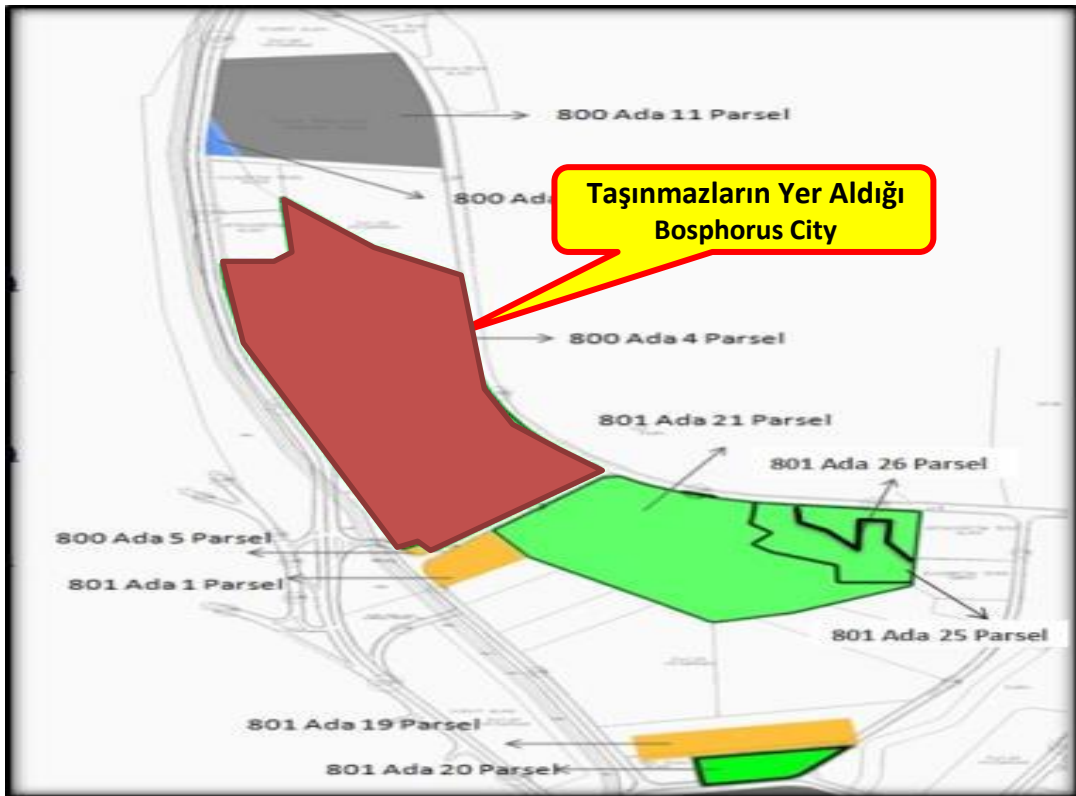 800 Ada 11 Parsel
800 Ada
Taşınmazların Yer Aldığı
Bosphorus City
800 Ada 4 Parsel
801 Ada 21 Parsel
801 Ada 26 Parsel
800 Ada 5 Parsel
801 Ada 1 Parsel
801 Ada 25 Parsel
801 Ada 19 Parsel
801 Ada 20 Parsel